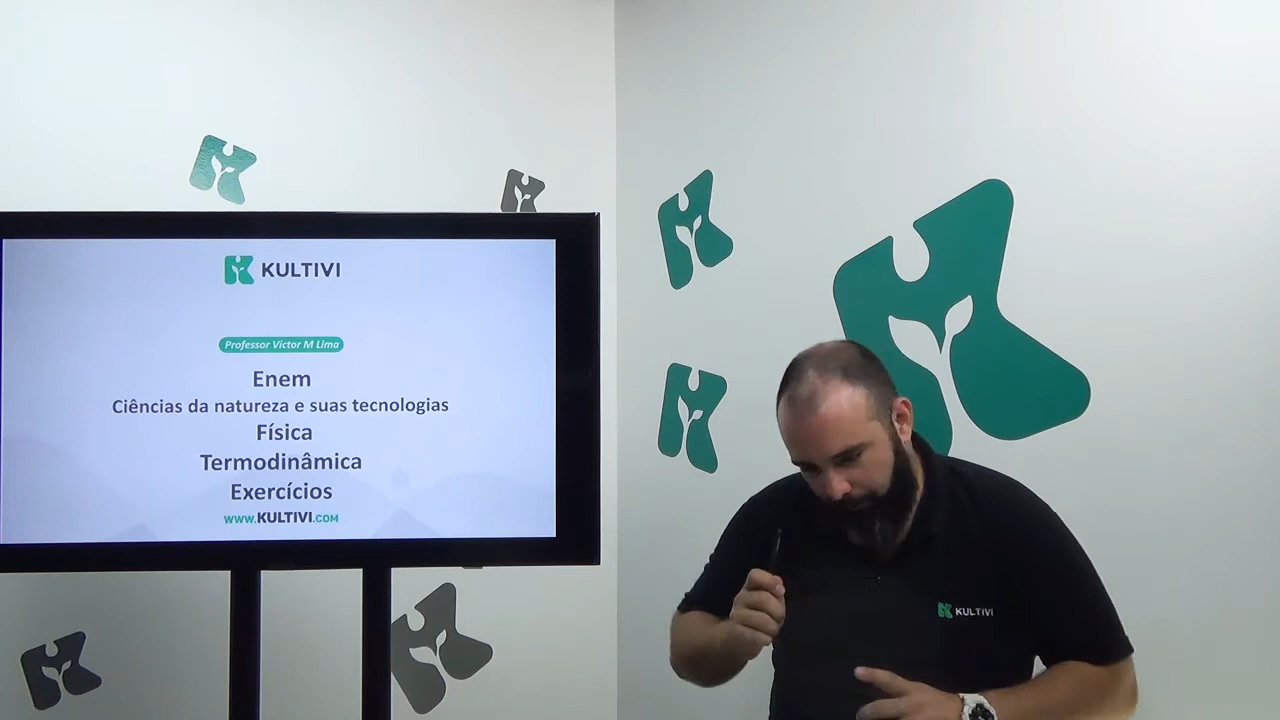 KULTIVI
Professor Victor M Lima
Enem
Ciências da natureza e suas tecnologias
Física
Termodinâmica
Exercícios
WWW.KULTIVI.COM
KULTIVI